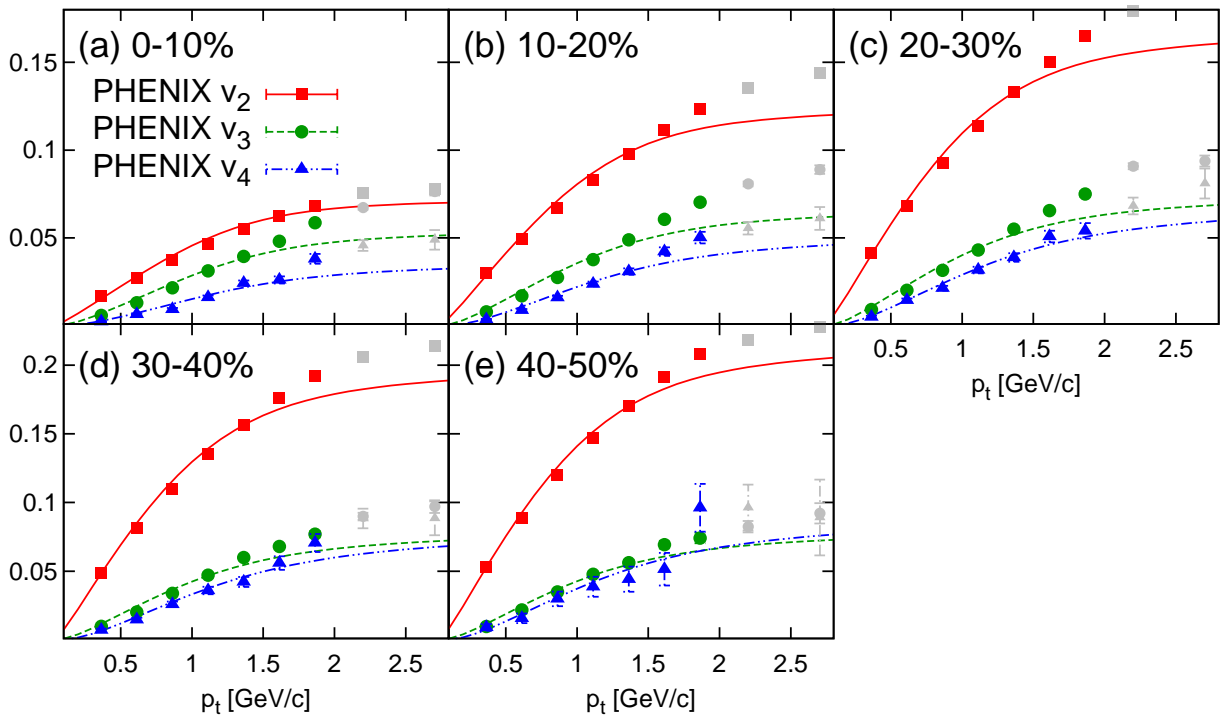 (a) 0-10%
(b) 10-20%
(c) 20-30%
PHENIX v2
PHENIX v3
PHENIX v4
0.15
0.1
0.05
0.5 1 1.5 2 2.5
pt [GeV/c]
(d) 30-40%
(e) 40-50%
0.2
0.15
0.1
0.05
0.5 1 1.5 2 2.5
0.5 1 1.5 2 2.5
pt [GeV/c]
pt [GeV/c]